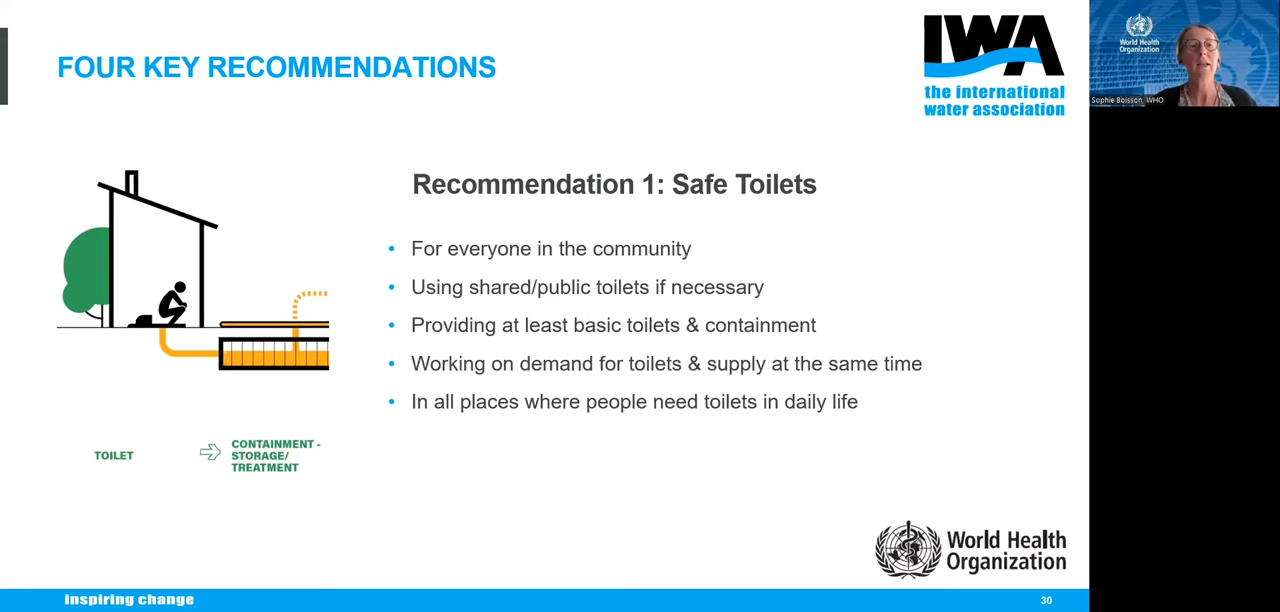 FOUR KEY RECOMMENDATIONS
IWA
the international
water association
World Health
Organization
Sophie Boisson, WHO
Recommendation 1: Safe Toilets
• For everyone in the community
• Using shared/public toilets if necessary
• Providing at least basic toilets & containment
• Working on demand for toilets & supply at the same time
• In all places where people need toilets in daily life
TOILET
CONTAINMENT -
STORAGE/
TREATMENT
World Health
Organization
inspiring change
30